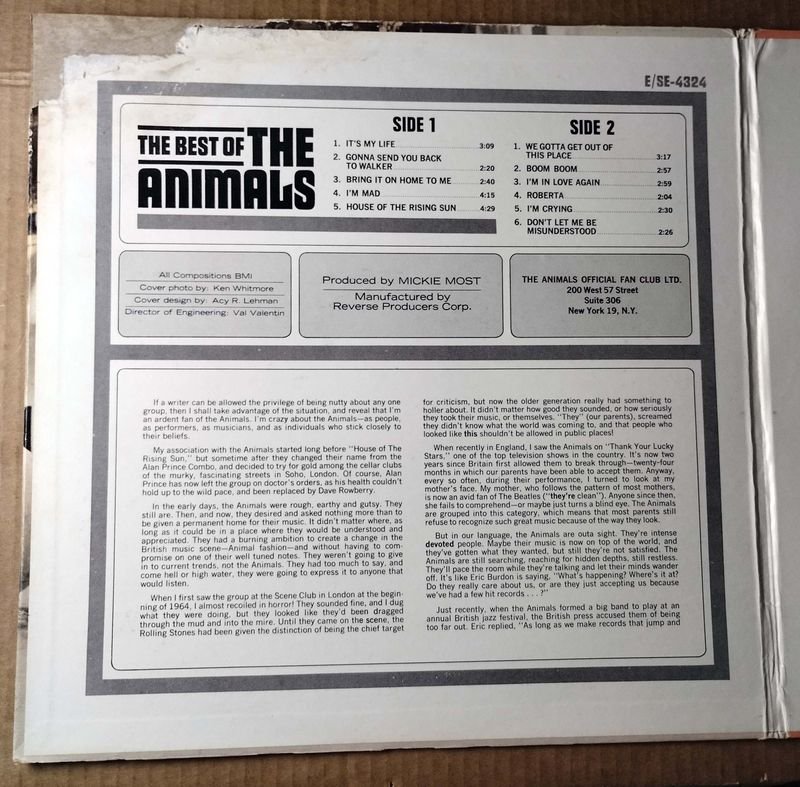 E/SE-4324
THE BEST OF THE
ANIMALS
SIDE 1
1. IT'S MY LIFE 3:09
2. GONNA SEND YOU BACK
TO WALKER 2:20
3. BRING IT ON HOME TO ME 2:40
4. I'M MAD 4:15
5. HOUSE OF THE RISING SUN 4:29
SIDE 2
1. WE GOTTA GET OUT OF
THIS PLACE 3:17
2. BOOM BOOM 2:57
3. I'M IN LOVE AGAIN 2:59
4. ROBERTA 2:04
5. I'M CRYING 2:30
6. DON'T LET ME BE
MISUNDERSTOOD 2:26
All Compositions BMI
Cover photo by: Ken Whitmore
Cover design by: Acy R. Lehman
Director of Engineering: Val Valentin
Produced by MICKIE MOST
Manufactured by
Reverse Producers Corp.
THE ANIMALS OFFICIAL FAN CLUB LTD.
200 West 57 Street
Suite 306
New York 19, N.Y.
If a writer can be allowed the privilege of being nutty about any one
group, then I shall take advantage of the situation, and reveal that I'm
an ardent fan of the Animals. I'm crazy about the Animals—as people,
as performers, as musicians, and as individuals who stick closely to
their beliefs.
My association with the Animals started long before "House of The
Rising Sun," but sometime after they changed their name from the
Alan Prince Combo, and decided to try for gold among the cellar clubs
of the murky, fascinating streets in Soho, London. Of course, Alan
Prince has now left the group on doctor's orders, as his health couldn't
hold up to the wild pace, and been replaced by Dave Rowberry.
In the early days, the Animals were rough, earthy and gutsy. They
still are. Then, and now, they desired and asked nothing more than to
be given a permanent home for their music. It didn't matter where, as
long as it could be in a place where they would be understood and
appreciated. They had a burning ambition to create a change in the
British music scene—Animal fashion—and without having to com-
promise on one of their well tuned notes. They weren't going to give
in to current trends, not the Animals. They had too much to say, and
come hell or high water, they were going to express it to anyone that
would listen.
When I first saw the group at the Scene Club in London at the begin-
ning of 1964, I almost recoiled in horror! They sounded fine, and I dug
what they were doing, but they looked like they'd been dragged
through the mud and into the mire. Until they came on the scene, the
Rolling Stones had been given the distinction of being the chief target
for criticism, but now the older generation really had something to
holler about. It didn't matter how good they sounded, or how seriously
they took their music, or themselves. "They" (our parents), screamed
they didn't know what the world was coming to, and that people who
looked like this shouldn't be allowed in public places!
When recently in England, I saw the Animals on "Thank Your Lucky
Stars," one of the top television shows in the country. It's now two
years since Britain first allowed them to break through—twenty-four
months in which our parents have been able to accept them. Anyway,
every so often, during their performance, I turned to look at my
mother's face. My mother, who follows the pattern of most mothers,
is now an avid fan of The Beatles ("they're clean"). Anyone since then,
she fails to comprehend—or maybe just turns a blind eye. The Animals
are grouped into this category, which means that most parents still
refuse to recognize such great music because of the way they look.
But in our language, the Animals are outa sight. They're intense
devoted people. Maybe their music is now on top of the world, and
they've gotten what they wanted, but still they're not satisfied. The
Animals are still searching, reaching for hidden depths, still restless.
They'll pace the room while they're talking and let their minds wander
off. It's like Eric Burdon is saying, "What's happening? Where's it at?
Do they really care about us, or are they just accepting us because
we've had a few hit records . . . ?"
Just recently, when the Animals formed a big band to play at an
annual British jazz festival, the British press accused them of being
too far out. Eric replied, "As long as we make records that jump and